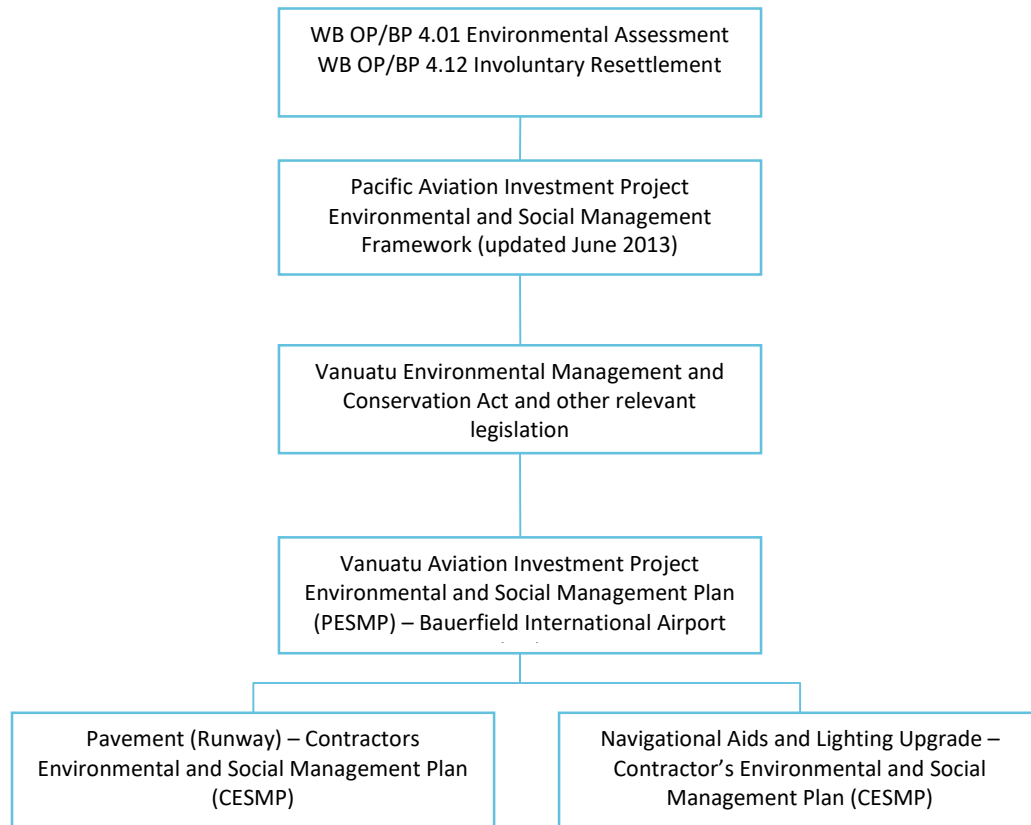 WB OP/BP 4.01 Environmental Assessment
WB OP/BP 4.12 Involuntary Resettlement
Pacific Aviation Investment Project
Environmental and Social Management
Framework (updated June 2013)
Vanuatu Environmental Management and
Conservation Act and other relevant
legislation
Vanuatu Aviation Investment Project
Environmental and Social Management Plan
(PESMP) – Bauerfield International Airport
Pavement (Runway) – Contractors
Environmental and Social Management Plan
(CESMP)
Navigational Aids and Lighting Upgrade –
Contractor’s Environmental and Social
Management Plan (CESMP)